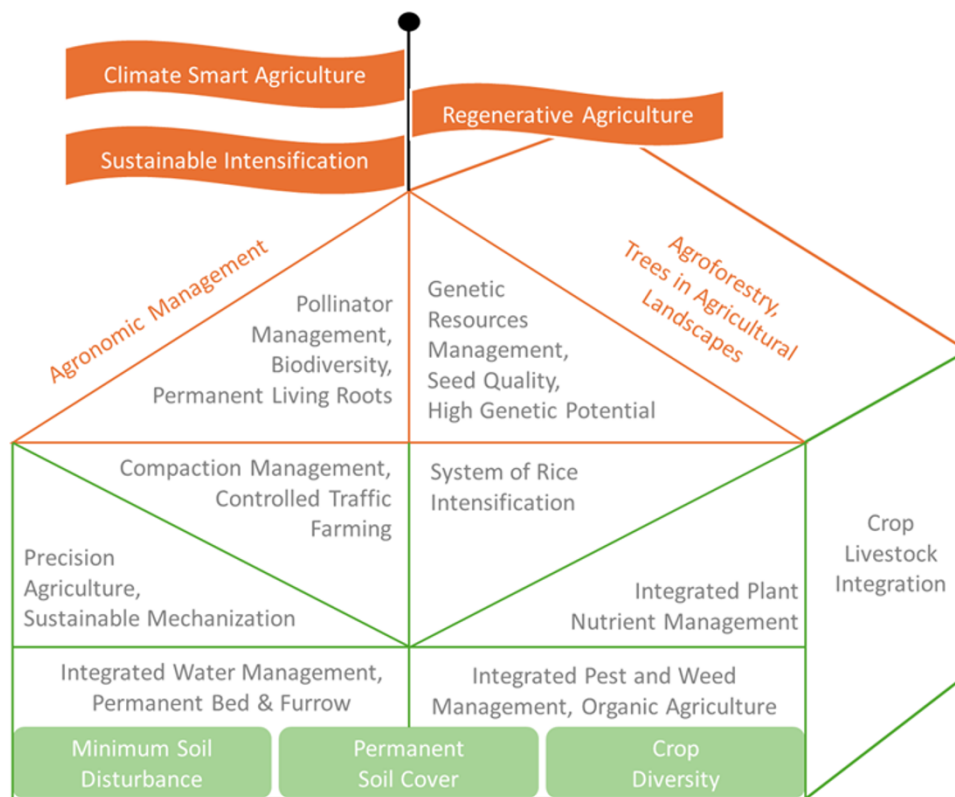 Climate Smart Agriculture
Regenerative Agriculture
Sustainable Intensification
Agronomic Management
Agroforestry,
Trees in Agricultural
Landscapes
Pollinator
Management,
Biodiversity,
Permanent Living Roots
Genetic
Resources
Management,
Seed Quality,
High Genetic Potential
Compaction Management,
Controlled Traffic
Farming
System of Rice
Intensification
Precision
Agriculture,
Sustainable Mechanization
Integrated Plant
Nutrient Management
Crop
Livestock
Integration
Integrated Water Management,
Permanent Bed & Furrow
Integrated Pest and Weed
Management, Organic Agriculture
Minimum Soil
Disturbance
Permanent
Soil Cover
Crop
Diversity